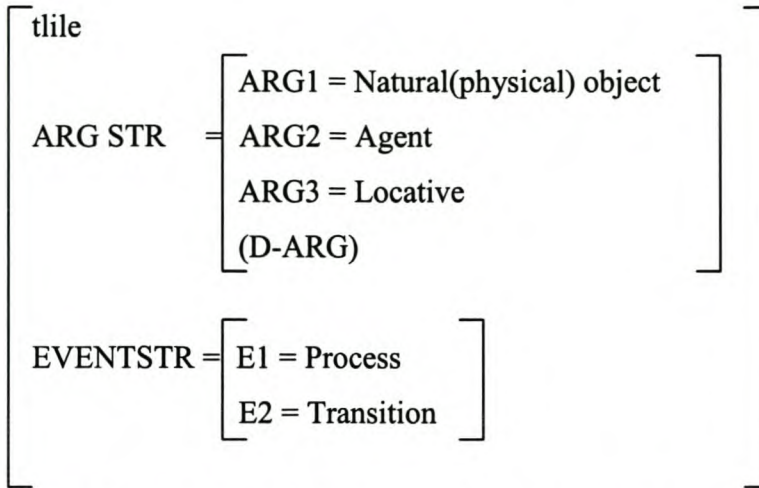 tlile
ARG1 = Natural(physical) object
ARG STR = ARG2 = Agent
ARG3 = Locative
(D-ARG)
EVENTSTR = E1 = Process
E2 = Transition